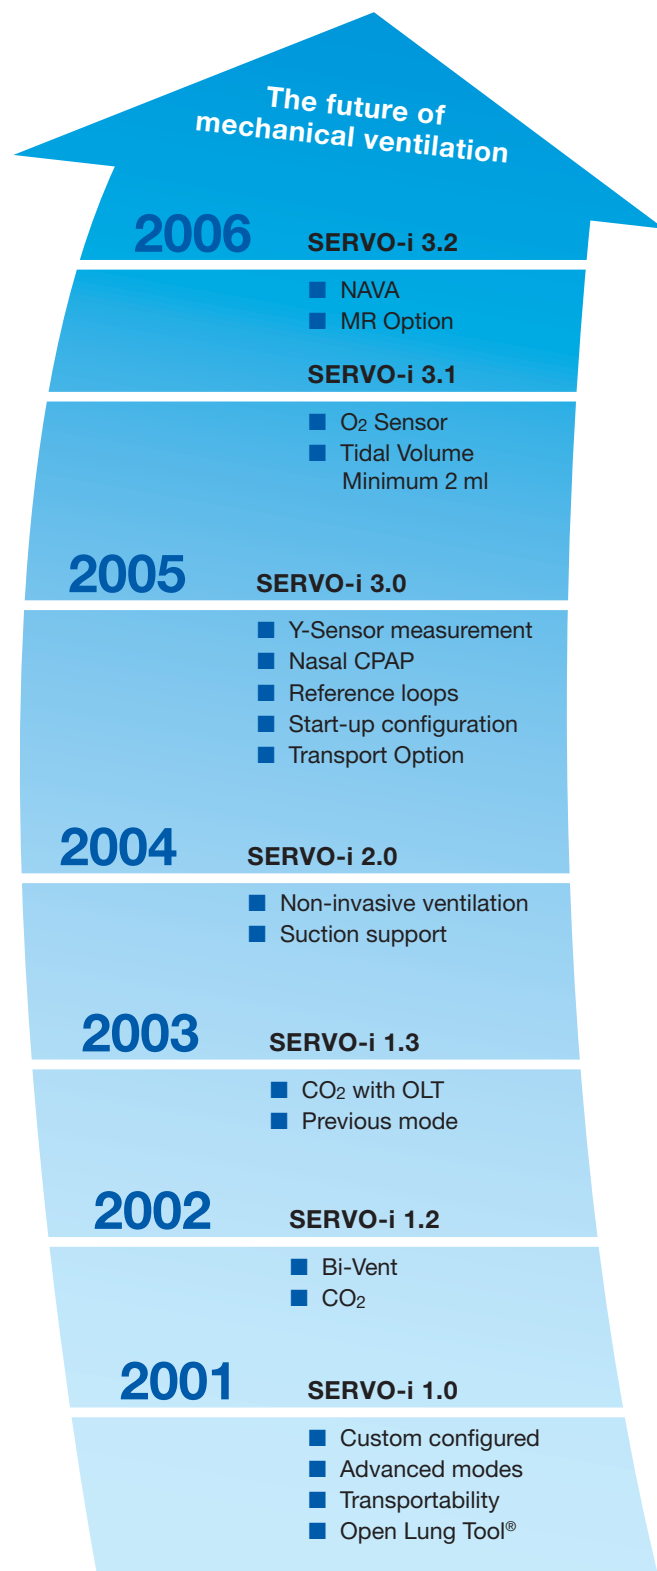 The future of
mechanical ventilation
2006 SERVO-i 3.2
NAVA
MR Option
SERVO-i 3.1
O2 Sensor
Tidal Volume
Minimum 2 ml
2005 SERVO-i 3.0
Y-Sensor measurement
Nasal CPAP
Reference loops
Start-up configuration
Transport Option
2004 SERVO-i 2.0
Non-invasive ventilation
Suction support
2003 SERVO-i 1.3
CO2 with OLT
Previous mode
2002 SERVO-i 1.2
Bi-Vent
CO2
2001 SERVO-i 1.0
Custom configured
Advanced modes
Transportability
Open Lung Tool®